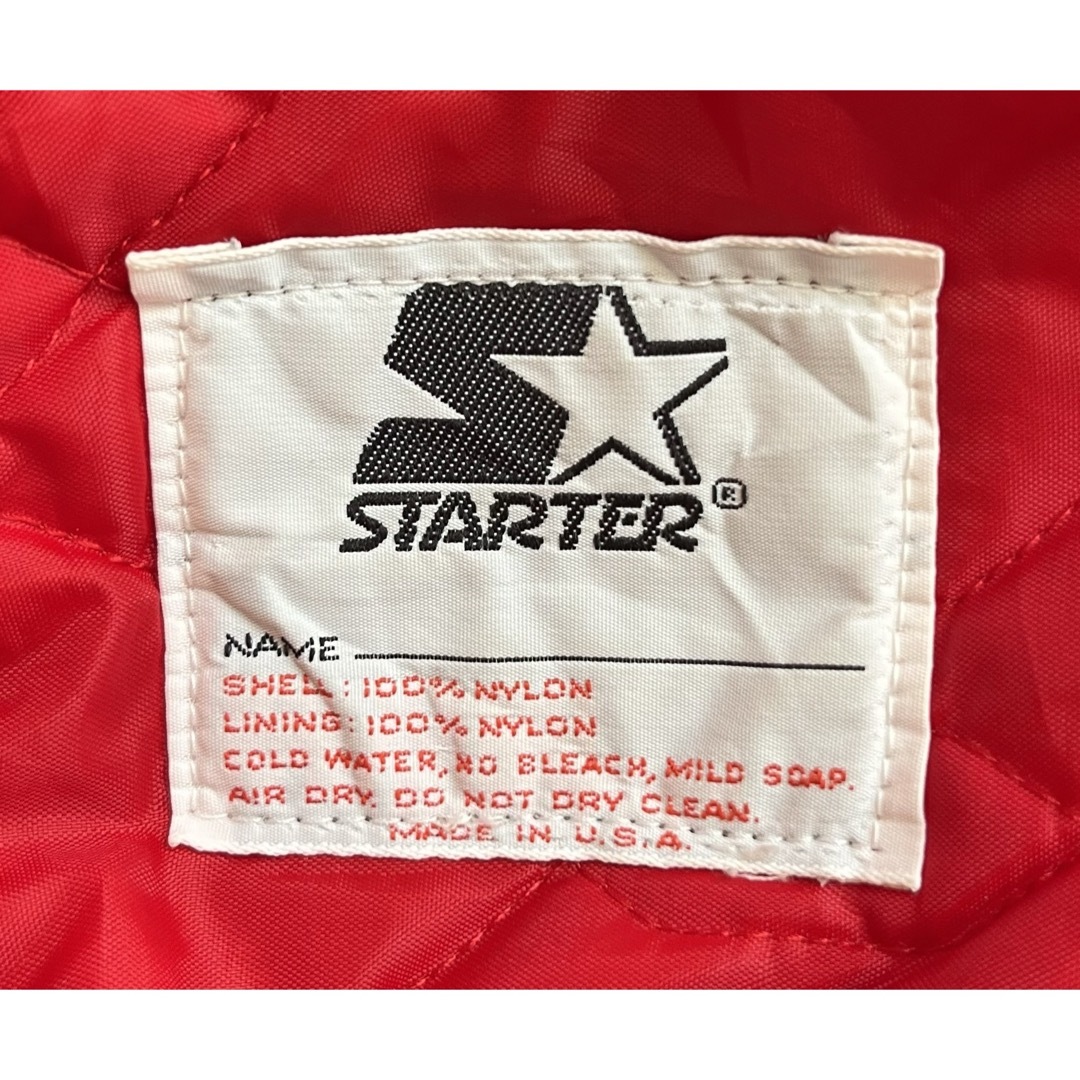 STARTER®
NAME
SHELL: 100% NYLON
LINING: 100% NYLON
COLD WATER, NO BLEACH, MILD SOAP.
AIR DRY. DO NOT DRY CLEAN.
MADE IN U.S.A.